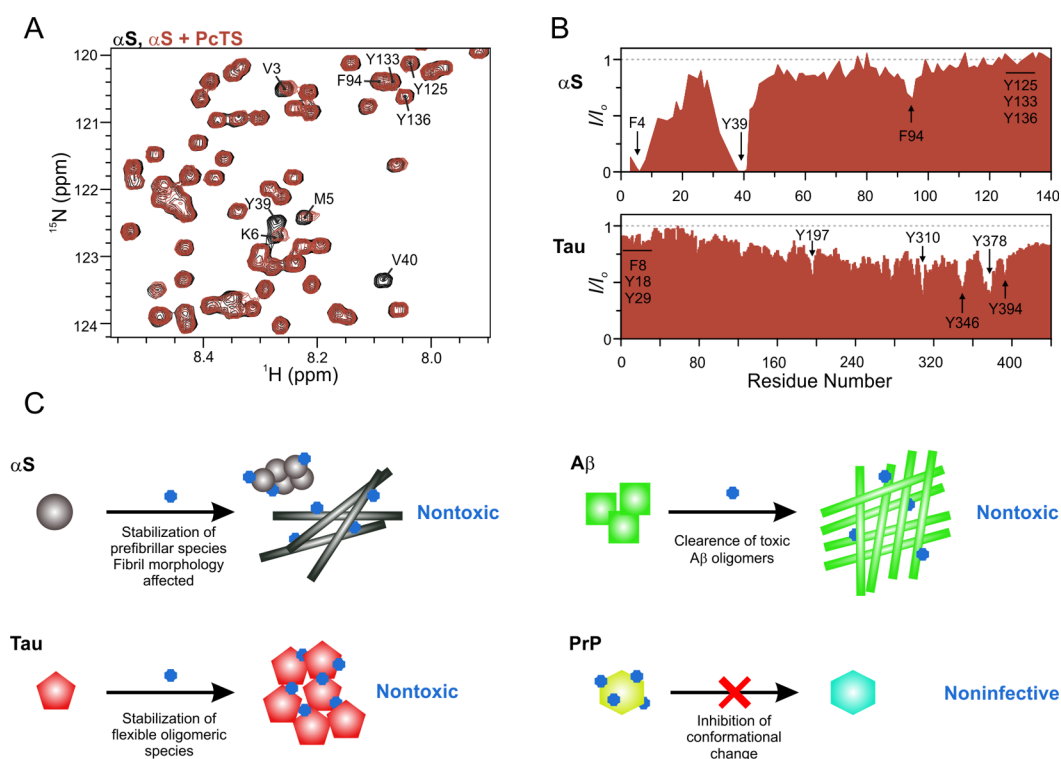 A
αS, αS + PcTS
120
121
122
123
124
¹⁵N (ppm)
V3
Y133
F94
Y125
Y136
Y39
M5
K6
V40
8.4
8.2
8.0
¹H (ppm)
B
αS
1
0
I/Iₒ
F4
Y39
F94
Y125
Y133
Y136
0 20 40 60 80 100 120 140
Tau
1
0
I/Iₒ
F8
Y18
Y29
Y197
Y310
Y378
Y346
Y394
0 80 160 240 320 400
Residue Number
C
αS
Stabilization of
prefibrillar species
Fibril morphology
affected
Nontoxic
Aβ
Clearence of toxic
Aβ oligomers
Nontoxic
Tau
Stabilization of
flexible oligomeric
species
Nontoxic
PrP
Inhibition of
conformational
change
Noninfective